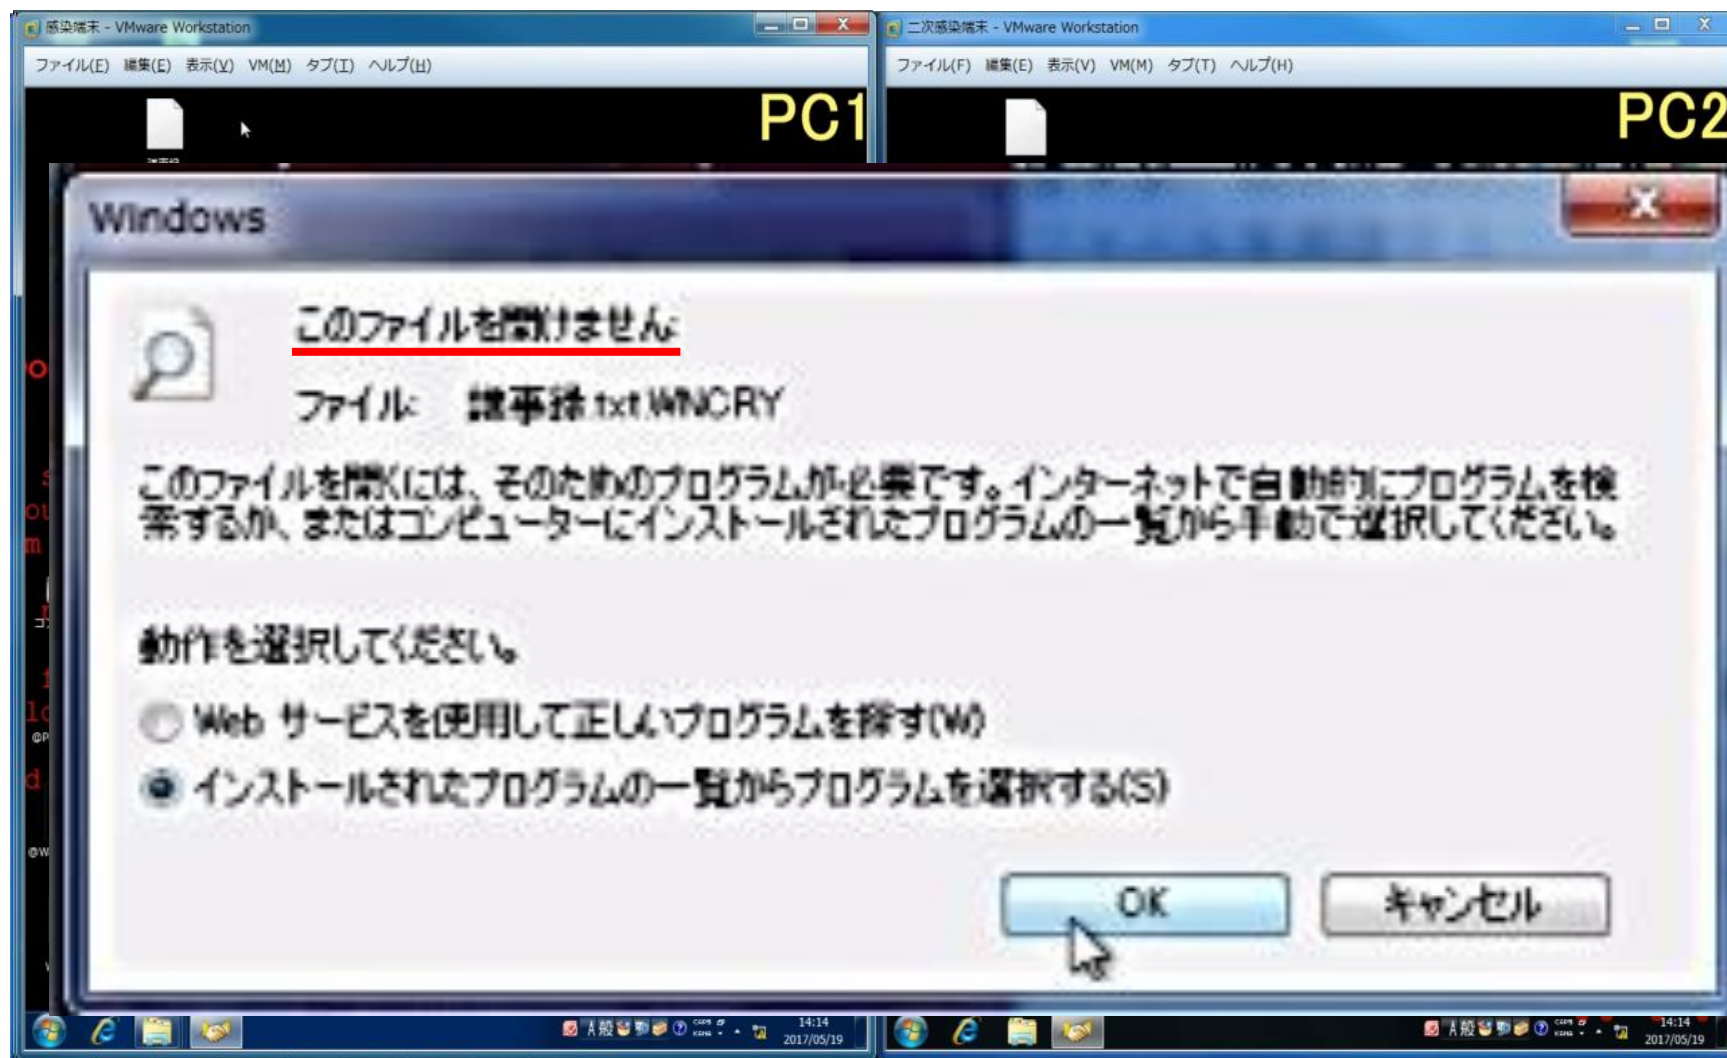 感染端末 - VMware Workstation
二次感染端末 - VMware Workstation
ファイル(E) 編集(E) 表示(V) VM(M) タブ(T) ヘルプ(H)
ファイル(F) 編集(E) 表示(V) VM(M) タブ(T) ヘルプ(H)
PC1
PC2
Windows
このファイルを開けません:
ファイル: 議事録.txt.WNCRY
このファイルを開くには、そのためのプログラムが必要です。インターネットで自動的にプログラムを検
索するか、またはコンピューターにインストールされたプログラムの一覧から手動で選択してください。
動作を選択してください。
Web サービスを使用して正しいプログラムを探す(W)
インストールされたプログラムの一覧からプログラムを選択する(S)
OK
キャンセル
A 般
CAPS
KANA
14:14
2017/05/19
A 般
CAPS
KANA
14:14
2017/05/19